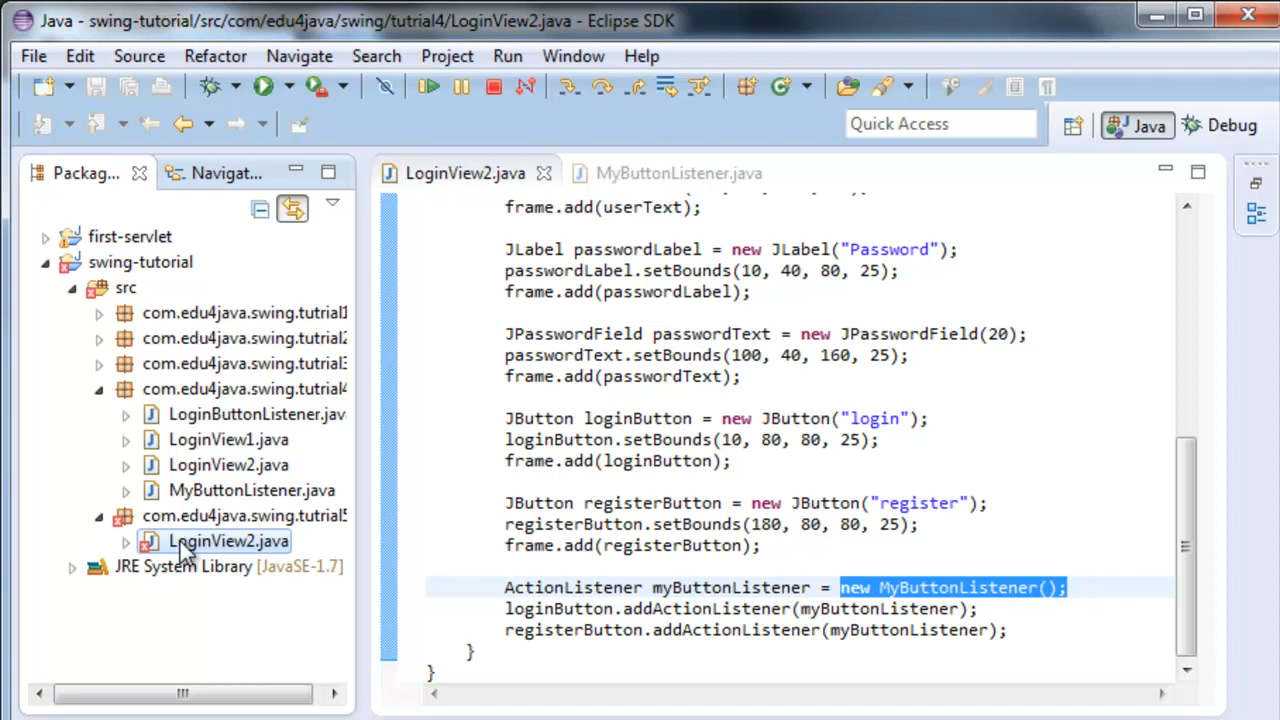 Java - swing-tutorial/src/com/edu4java/swing/tutrial4/LoginView2.java - Eclipse SDK
File Edit Source Refactor Navigate Search Project Run Window Help
Quick Access
Java
Debug
Packag...
Navigat...
LoginView2.java
MyButtonListener.java
first-servlet
swing-tutorial
src
com.edu4java.swing.tutrial1
com.edu4java.swing.tutrial2
com.edu4java.swing.tutrial3
com.edu4java.swing.tutrial4
LoginButtonListener.java
LoginView1.java
LoginView2.java
MyButtonListener.java
com.edu4java.swing.tutrial5
LoginView2.java
JRE System Library [JavaSE-1.7]
frame.add(userText);
JLabel passwordLabel = new JLabel("Password");
passwordLabel.setBounds(10, 40, 80, 25);
frame.add(passwordLabel);
JPasswordField passwordText = new JPasswordField(20);
passwordText.setBounds(100, 40, 160, 25);
frame.add(passwordText);
JButton loginButton = new JButton("login");
loginButton.setBounds(10, 80, 80, 25);
frame.add(loginButton);
JButton registerButton = new JButton("register");
registerButton.setBounds(180, 80, 80, 25);
frame.add(registerButton);
ActionListener myButtonListener = new MyButtonListener();
loginButton.addActionListener(myButtonListener);
registerButton.addActionListener(myButtonListener);
}
}